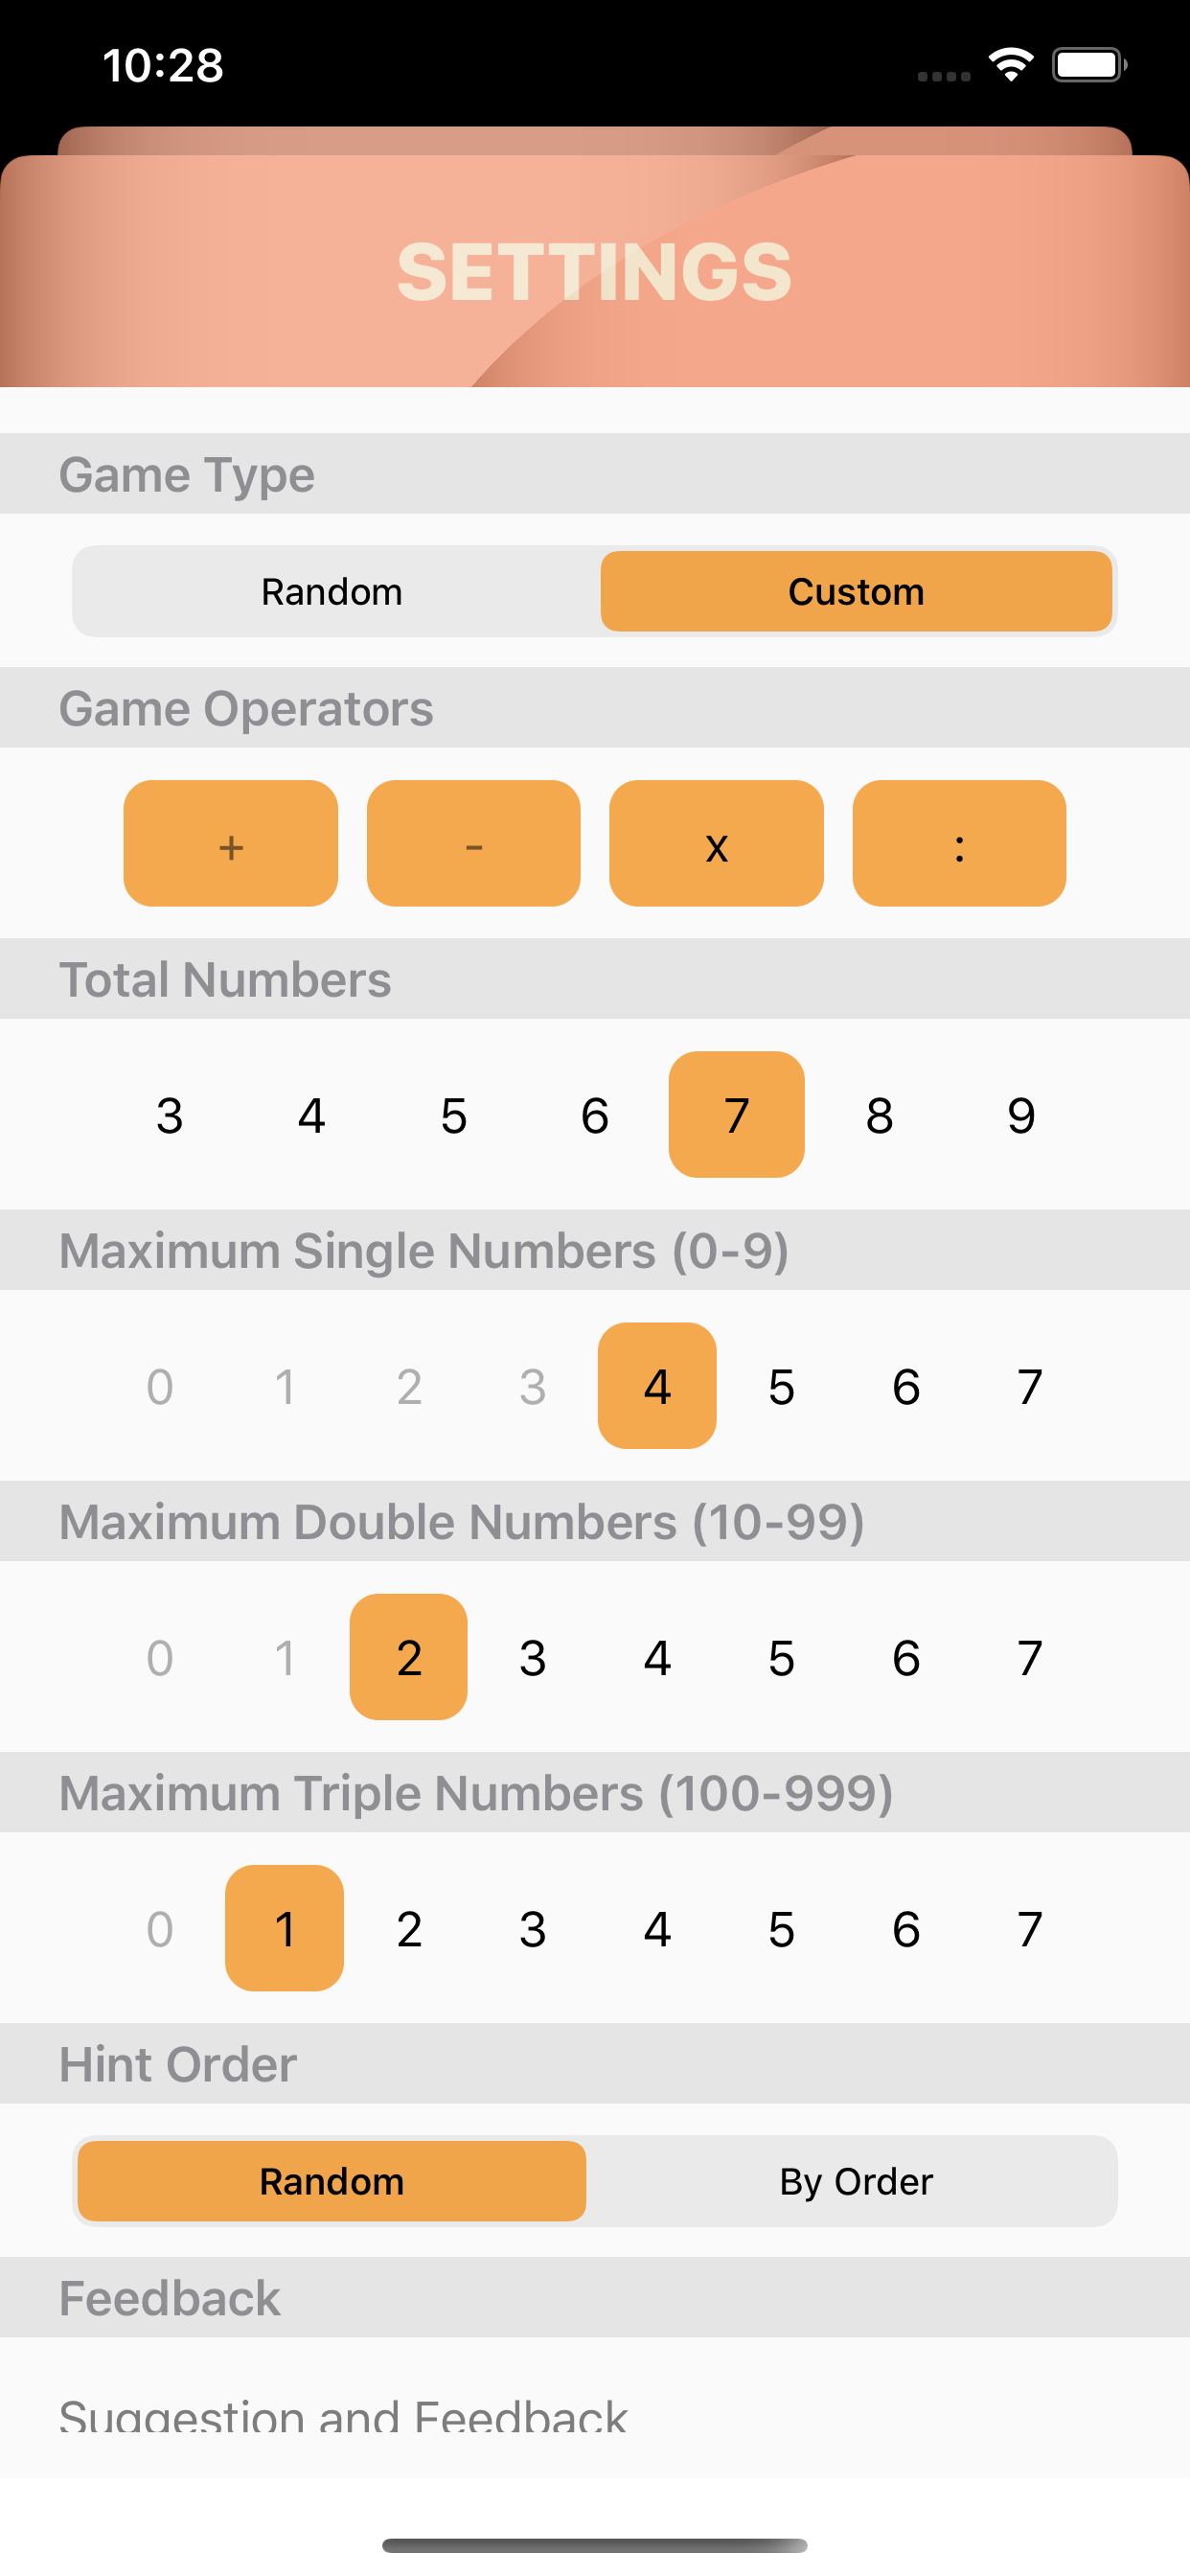 10:28
SETTINGS
Game Type
Random Custom
Game Operators
+ - x :
Total Numbers
3 4 5 6 7 8 9
Maximum Single Numbers (0-9)
0 1 2 3 4 5 6 7
Maximum Double Numbers (10-99)
0 1 2 3 4 5 6 7
Maximum Triple Numbers (100-999)
0 1 2 3 4 5 6 7
Hint Order
Random By Order
Feedback
Suggestion and Feedback